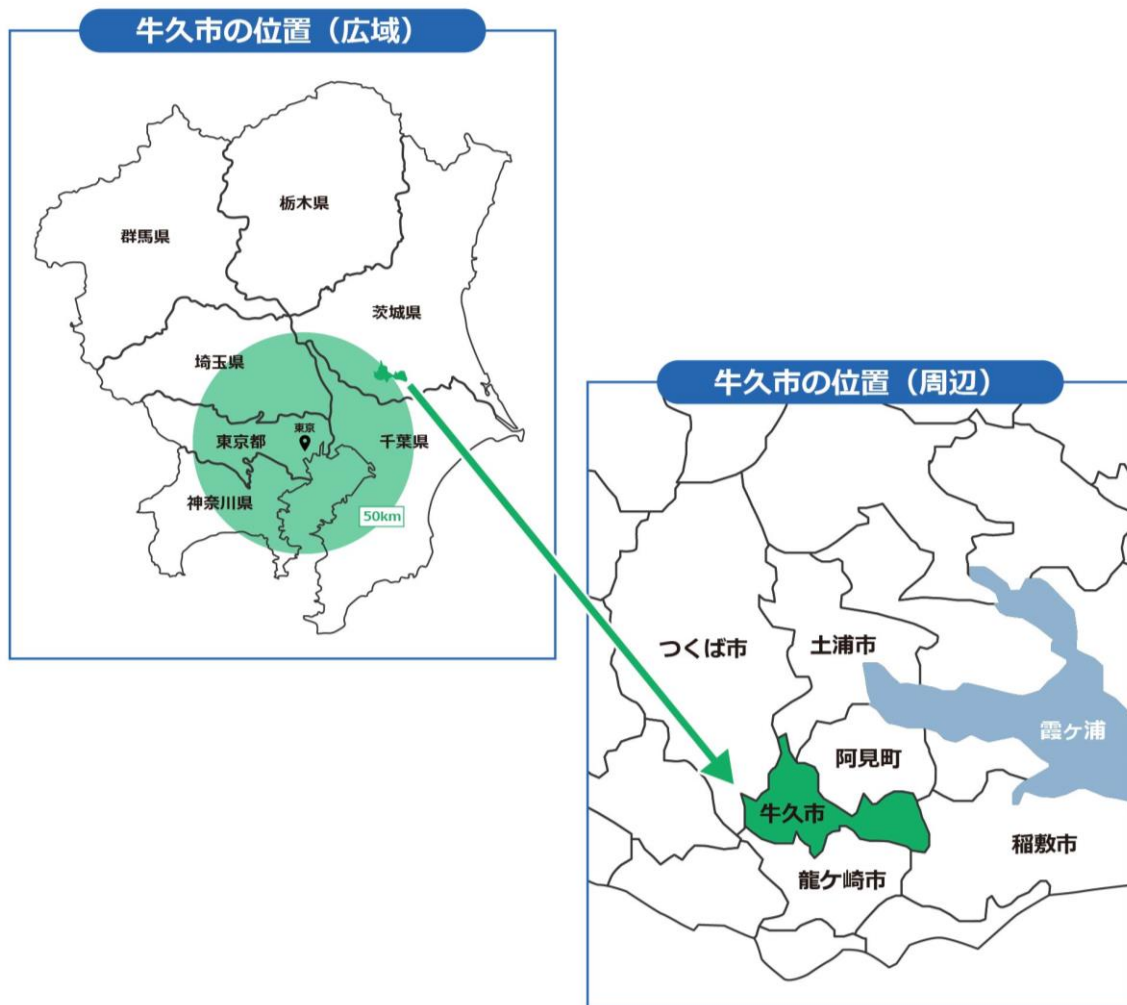 牛久市の位置（広域）
栃木県
群馬県
茨城県
埼玉県
東京
東京都
千葉県
神奈川県
50km
牛久市の位置（周辺）
つくば市
土浦市
霞ヶ浦
阿見町
牛久市
稲敷市
龍ケ崎市